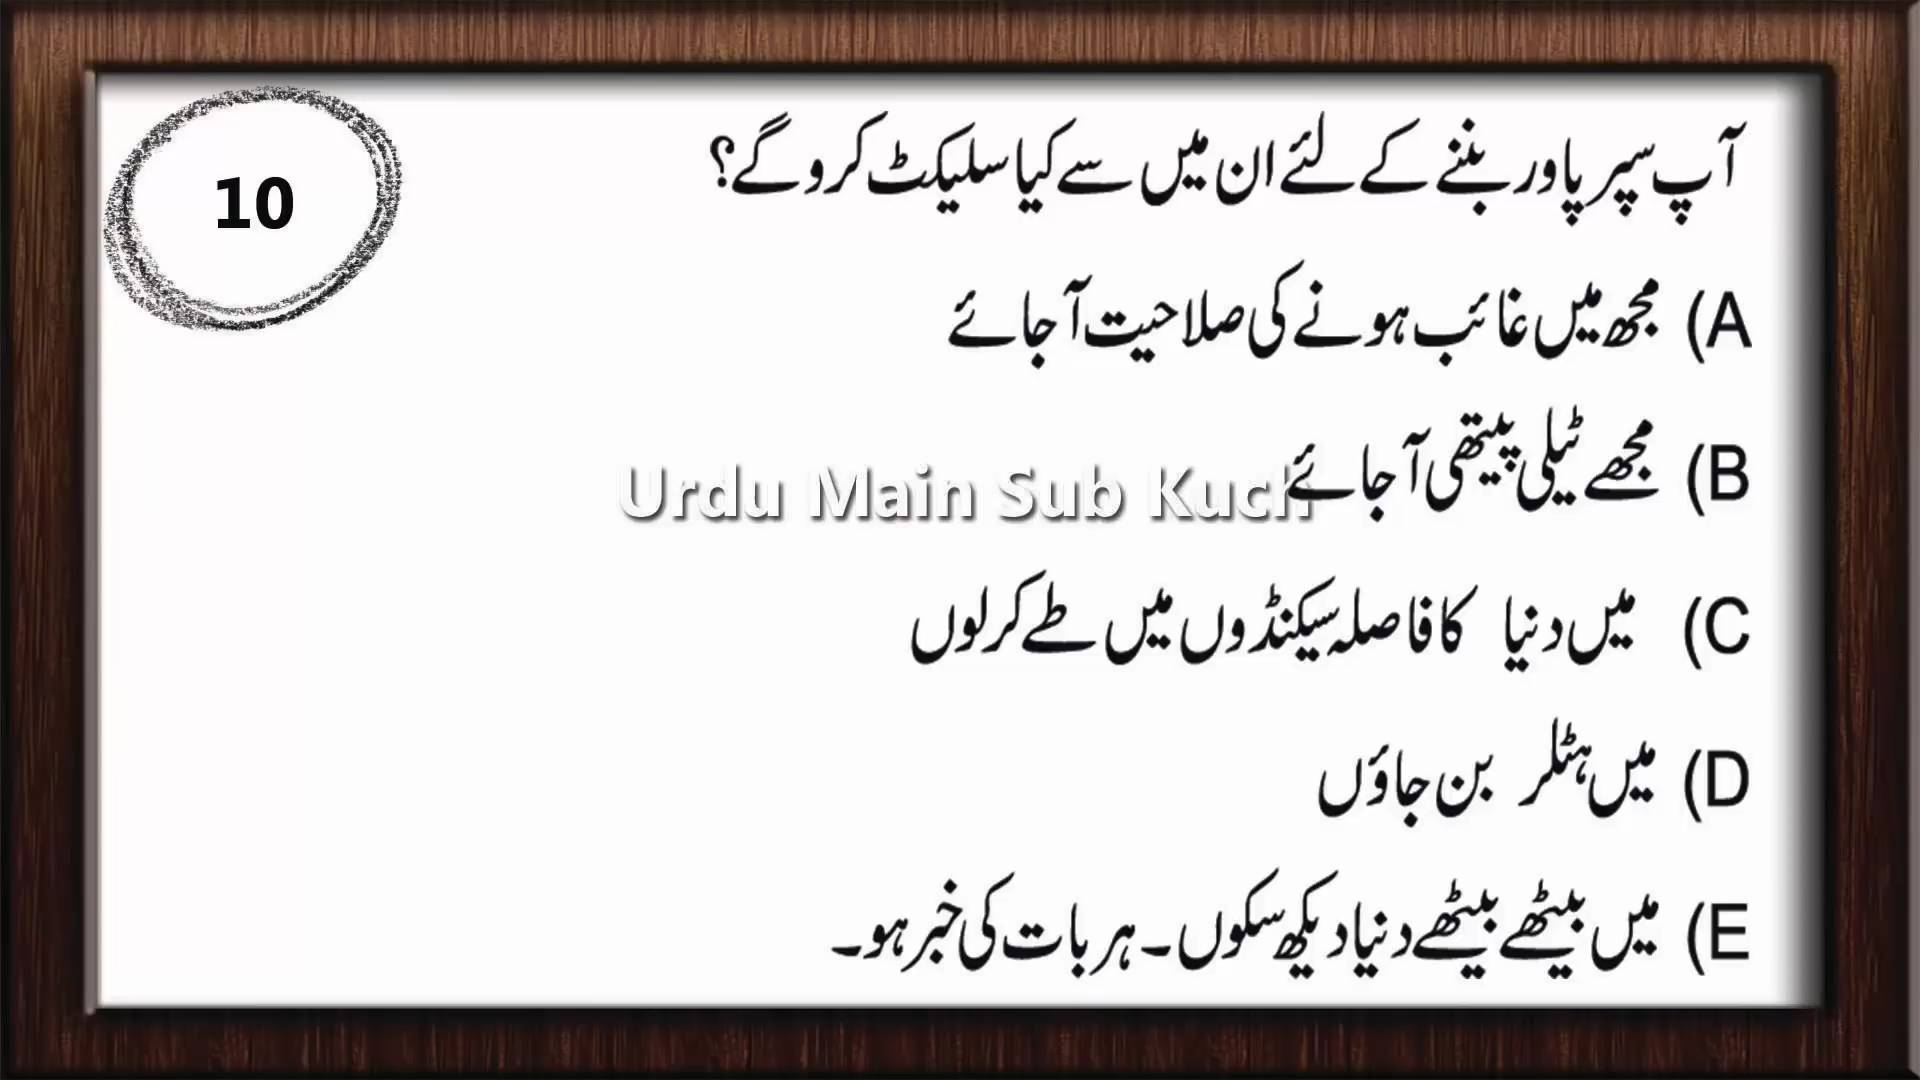 10
آپ سپر پاور بننے کے لئے ان میں سے کیا سلیکٹ کرو گے؟
A) مجھ میں غائب ہونے کی صلاحیت آ جائے
B) مجھے ٹیلی پیتھی آ جائے
Urdu Main Sub Kuch
C) میں دنیا کا فاصلہ سیکنڈوں میں طے کر لوں
D) میں ہٹلر بن جاؤں
E) میں بیٹھے بیٹھے دنیا دیکھ سکوں۔ ہر بات کی خبر ہو۔